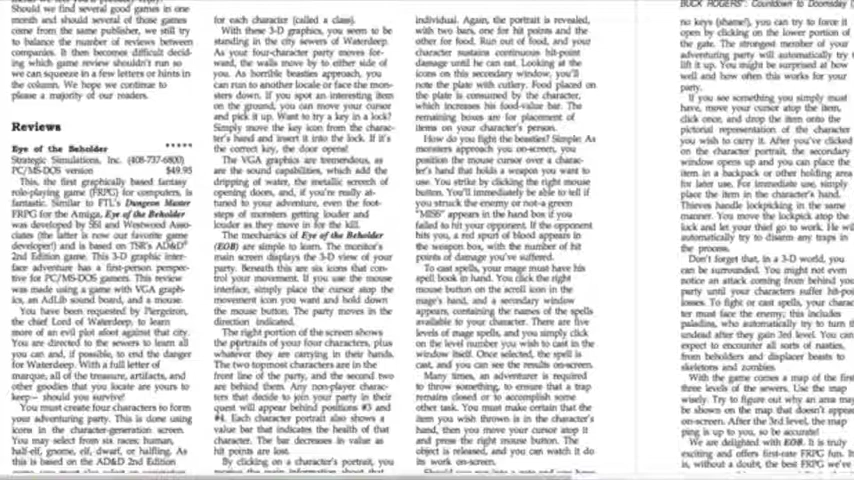 Should we find several good games in one
month and should several of those games
come from the same publisher, we still try
to balance the number of reviews between
companies. It then becomes difficult decid-
ing which game review shouldn't run so
we can squeeze in a few letters or hints in
the column. We hope we continue to
please a majority of our readers.
Reviews
Eye of the Beholder *****
Strategic Simulations, Inc. (408-737-6800)
PC/MS-DOS version $49.95
This, the first graphically based fantasy
role-playing game (FRPG) for computers, is
fantastic. Similar to FTL's Dungeon Master
FRPG for the Amiga, Eye of the Beholder
was developed by SSI and Westwood Asso-
ciates (the latter is now our favorite game
developer!) and is based on TSR's AD&D®
2nd Edition game. This 3-D graphic inter-
face adventure has a first-person perspec-
tive for PC/MS-DOS gamers. This review
was made using a game with VGA graph-
ics, an AdLib sound board, and a mouse.
You have been requested by Piergeiron,
the chief Lord of Waterdeep, to learn
more of an evil plot afoot against that city.
You are directed to the sewers to learn all
you can and, if possible, to end the danger
for Waterdeep. With a full letter of
marque, all of the treasure, artifacts, and
other goodies that you locate are yours to
keep— should you survive!
You must create four characters to form
your adventuring party. This is done using
icons in the character-generation screen.
You may select from six races: human,
half-elf, gnome, elf, dwarf, or halfling. As
this is based on the AD&D 2nd Edition
for each character (called a class).
With these 3-D graphics, you seem to be
standing in the city sewers of Waterdeep.
As your party of characters moves for-
ward, the walls move by to either side of
you. As horrible beasties approach, you
can run to another locale or face the mon-
sters down. If you spot an interesting item
on the ground, you can move your cursor
and pick it up. Want to try a key in a lock?
Simply move the key icon from the charac-
ter's hand and insert it into the lock. If it's
the correct key, the door opens!
The VGA graphics are tremendous, as
are the sound capabilities, which add the
dripping of water, the metallic screech of
opening doors, and, if you're really at-
tuned to your adventure, even the foot-
steps of monsters getting louder and
louder as they move in for the kill.
The mechanics of Eye of the Beholder
(EOB) are simple to learn. The monitor's
main screen displays the 3-D view of your
party. Beneath this are six icons that con-
trol your movement. If you use the mouse
interface, simply place the cursor atop the
movement icon you want and hold down
the mouse button. The party moves in the
direction indicated.
The right portion of the screen shows
the portraits of your four characters, plus
whatever they are carrying in their hands.
The two topmost characters are in the
front line of the party, and the second two
are behind them. Any non-player charac-
ters that decide to join your party in their
quest will appear behind positions #3 and
#4. Each character portrait also shows a
value bar that indicates the health of that
character. The bar decreases in value as
hit points are lost.
By clicking on a character's portrait, you
individual. Again, the portrait is revealed,
with two bars, one for hit points and the
other for food. Run out of food, and your
character sustains continuous hit-point
damage until he can eat. Looking at the
icons on this secondary window, you'll
note the plate with cutlery. Food placed on
the plate is consumed by the character,
which increases his food-value bar. The
remaining boxes are for placement of
items on your character's person.
How do you fight the beasties? Simple: As
monsters approach you on-screen, you
position the mouse cursor over a charac-
ter's hand that holds a weapon you want to
use. You strike by clicking the right mouse
button. You'll immediately be able to tell if
you struck the enemy or not-a green
"MISS" appears in the hand box if you
failed to hit your opponent. If the opponent
hits you, a red spurt of blood appears in
the weapon box, with the number of hit
points of damage you've suffered.
To cast spells, your mage must have his
spell book in hand. You click the right
mouse button on the scroll icon in the
mage's hand, and a secondary window
appears, containing the names of the spells
available to your character. There are five
levels of mage spells, and you simply click
on the level number you wish to cast in the
window itself. Once selected, the spell is
cast, and you can see the results on-screen.
Many times, an adventurer is required
to throw something, to ensure that a trap
remains closed or to accomplish some
other task. You must make certain that the
item you wish thrown is in the character's
hand, then you move your cursor atop it
and press the right mouse button. The
object is released, and you can watch it do
its work on-screen.
BUCK ROGERS®: Countdown to Doomsday
no keys (shame!), you can try to force it
open by clicking on the lower portion of
the gate. The strongest member of your
adventuring party will automatically try
lift it up. You might be surprised at how
well and how often this works for your
party.
If you see something you simply must
have, move your cursor atop the item,
click once, and drop the item onto the
pictorial representation of the character
you wish to carry it. After you've clicked
on the character portrait, the secondary
window opens up and you can place the
item in a backpack or other holding area
for later use. For immediate use, simply
place the item in the character's hand.
Thieves handle lockpicking in the same
manner. You move the lockpick atop the
lock and let your thief go to work. He will
automatically try to disarm any traps in
the process.
Don't forget that, in a 3-D world, you
can be surrounded. You might not even
notice an attack coming from behind you
party until your characters suffer hit-po
losses. To fight or cast spells, your charac
ter must face the enemy; this includes
paladins, who automatically try to turn
undead after they gain 3rd level. You can
expect to encounter all sorts of nasties
from beholders and displacer beasts to
skeletons and zombies.
With the game comes a map of the first
three levels of the sewers. Use the map
wisely. Try to figure out why an area may
be shown on the map that doesn't appear
on-screen. After the 3rd level, the map
ping is up to you, so be accurate!
We are delighted with EOB. It is truly
exciting and offers first-rate FRPG fun. It
is, without a doubt, the best FRPG we've